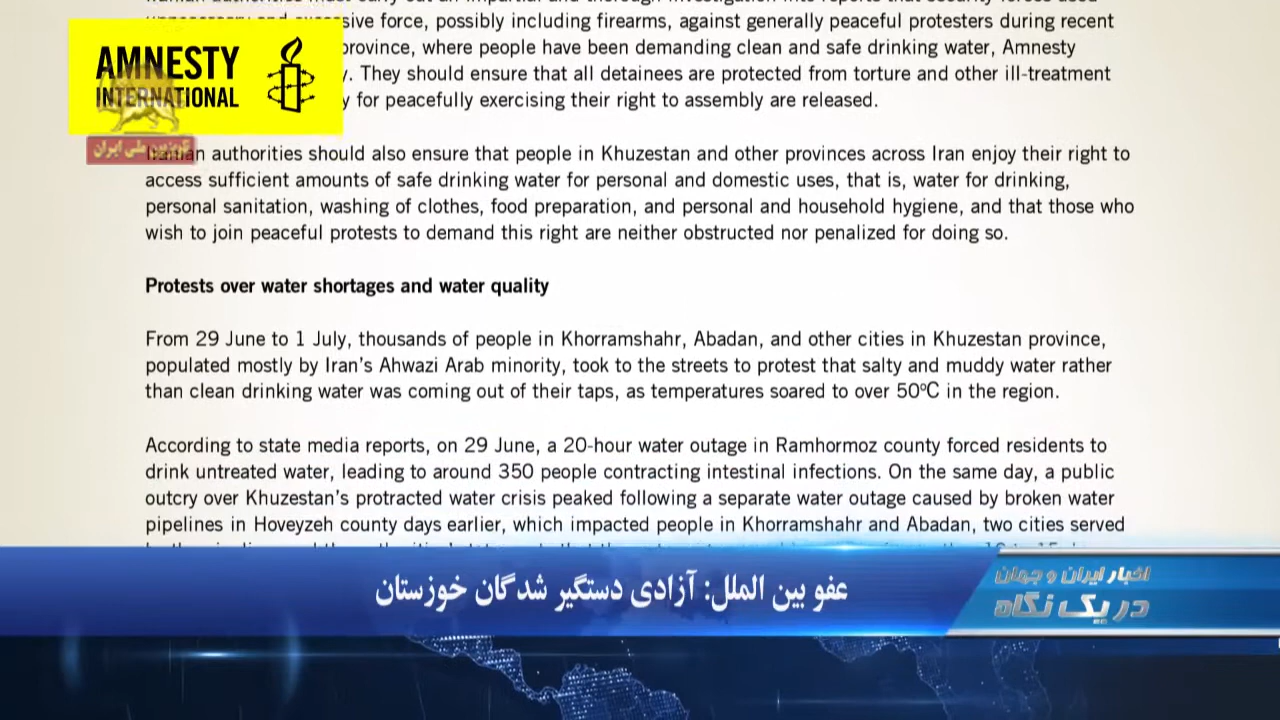 sive force, possibly including firearms, against generally peaceful protesters during recent
province, where people have been demanding clean and safe drinking water, Amnesty
. They should ensure that all detainees are protected from torture and other ill-treatment
y for peacefully exercising their right to assembly are released.
AMNESTY
INTERNATIONAL
تلویزیون ملی ایران
Iranian authorities should also ensure that people in Khuzestan and other provinces across Iran enjoy their right to
access sufficient amounts of safe drinking water for personal and domestic uses, that is, water for drinking,
personal sanitation, washing of clothes, food preparation, and personal and household hygiene, and that those who
wish to join peaceful protests to demand this right are neither obstructed nor penalized for doing so.
Protests over water shortages and water quality
From 29 June to 1 July, thousands of people in Khorramshahr, Abadan, and other cities in Khuzestan province,
populated mostly by Iran's Ahwazi Arab minority, took to the streets to protest that salty and muddy water rather
than clean drinking water was coming out of their taps, as temperatures soared to over 50ºC in the region.
According to state media reports, on 29 June, a 20-hour water outage in Ramhormoz county forced residents to
drink untreated water, leading to around 350 people contracting intestinal infections. On the same day, a public
outcry over Khuzestan's protracted water crisis peaked following a separate water outage caused by broken water
pipelines in Hoveyzeh county days earlier, which impacted people in Khorramshahr and Abadan, two cities served
عفو بین الملل: آزادی دستگیر شدگان خوزستان
اخبار ایران و جهان
در یک نگاه